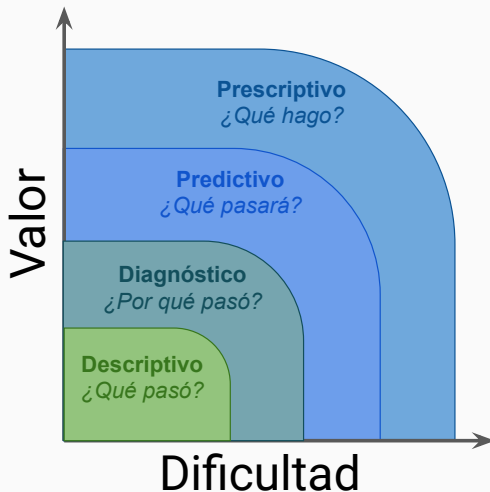 Prescriptivo
¿Qué hago?
Predictivo
¿Qué pasará?
Diagnóstico
¿Por qué pasó?
Descriptivo
¿Qué pasó?
Valor
Dificultad